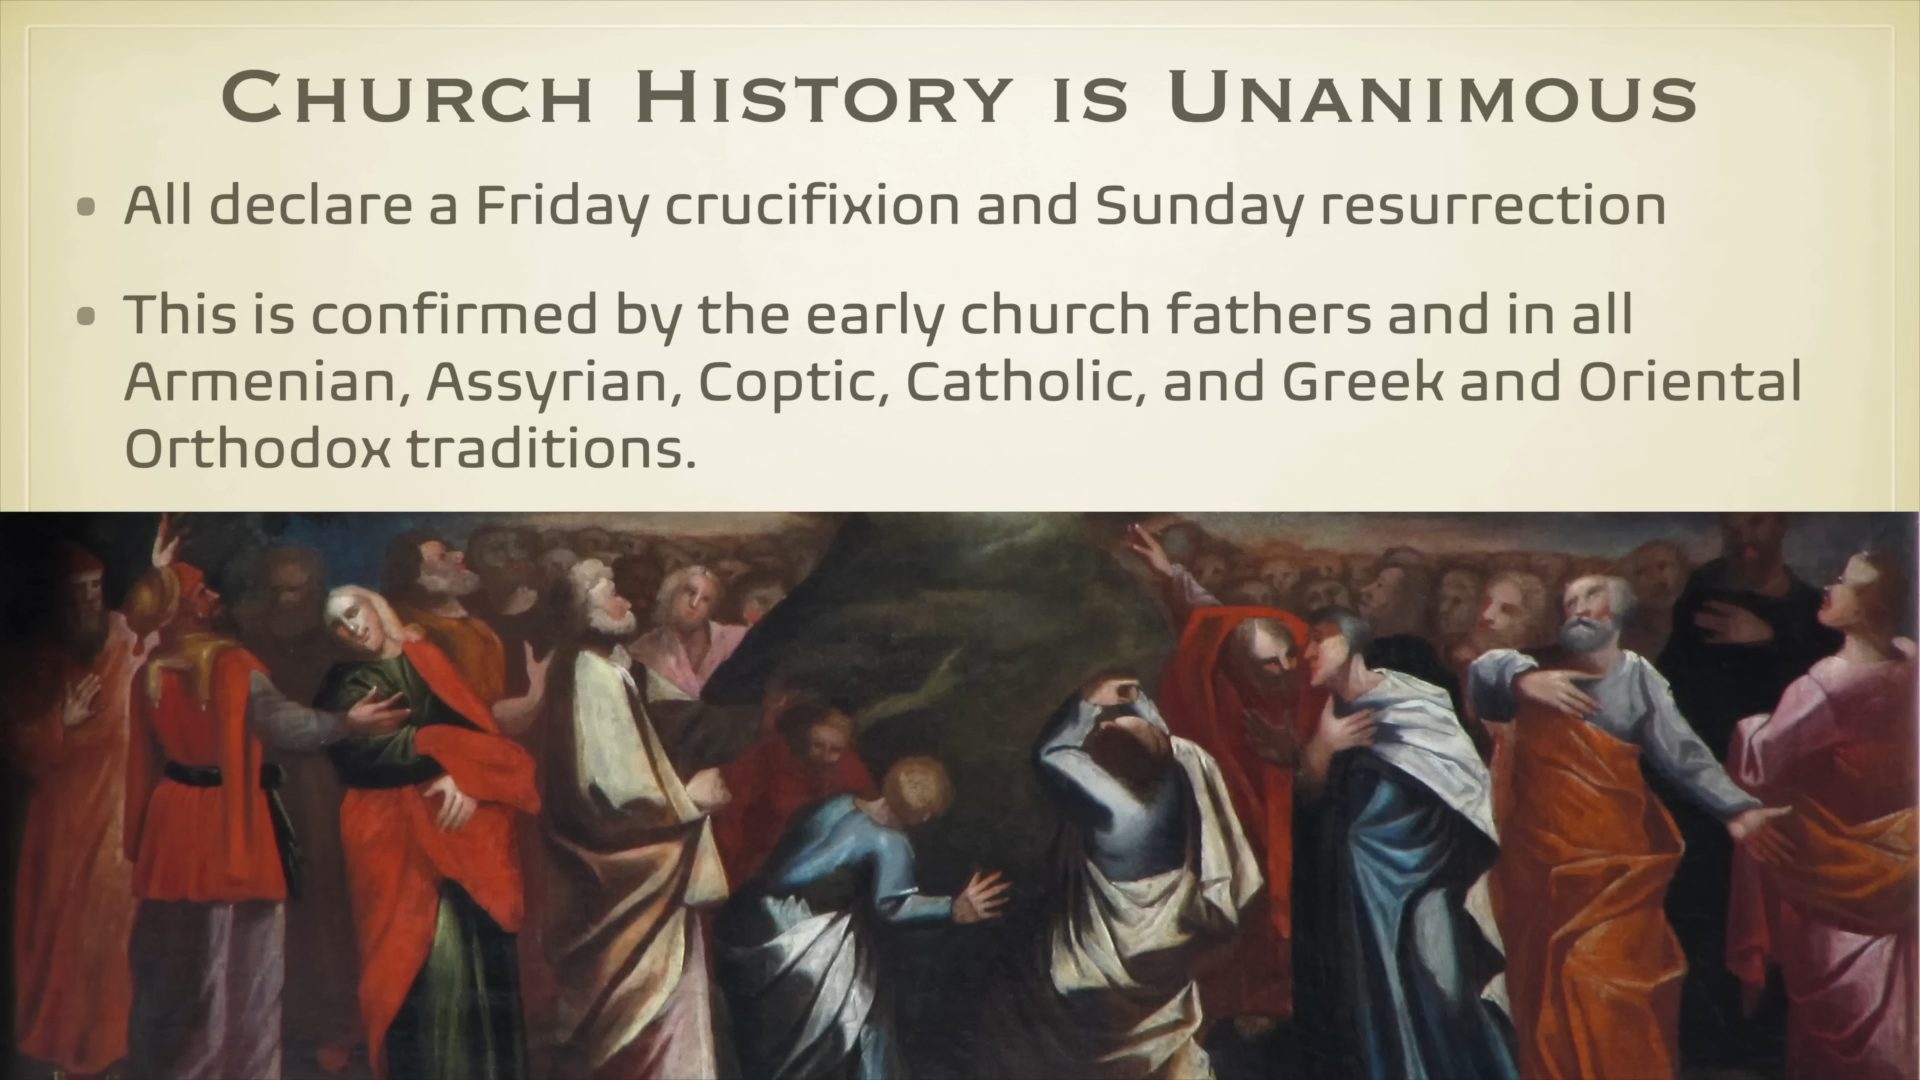 Church History is Unanimous
• All declare a Friday crucifixion and Sunday resurrection
• This is confirmed by the early church fathers and in all
Armenian, Assyrian, Coptic, Catholic, and Greek and Oriental
Orthodox traditions.